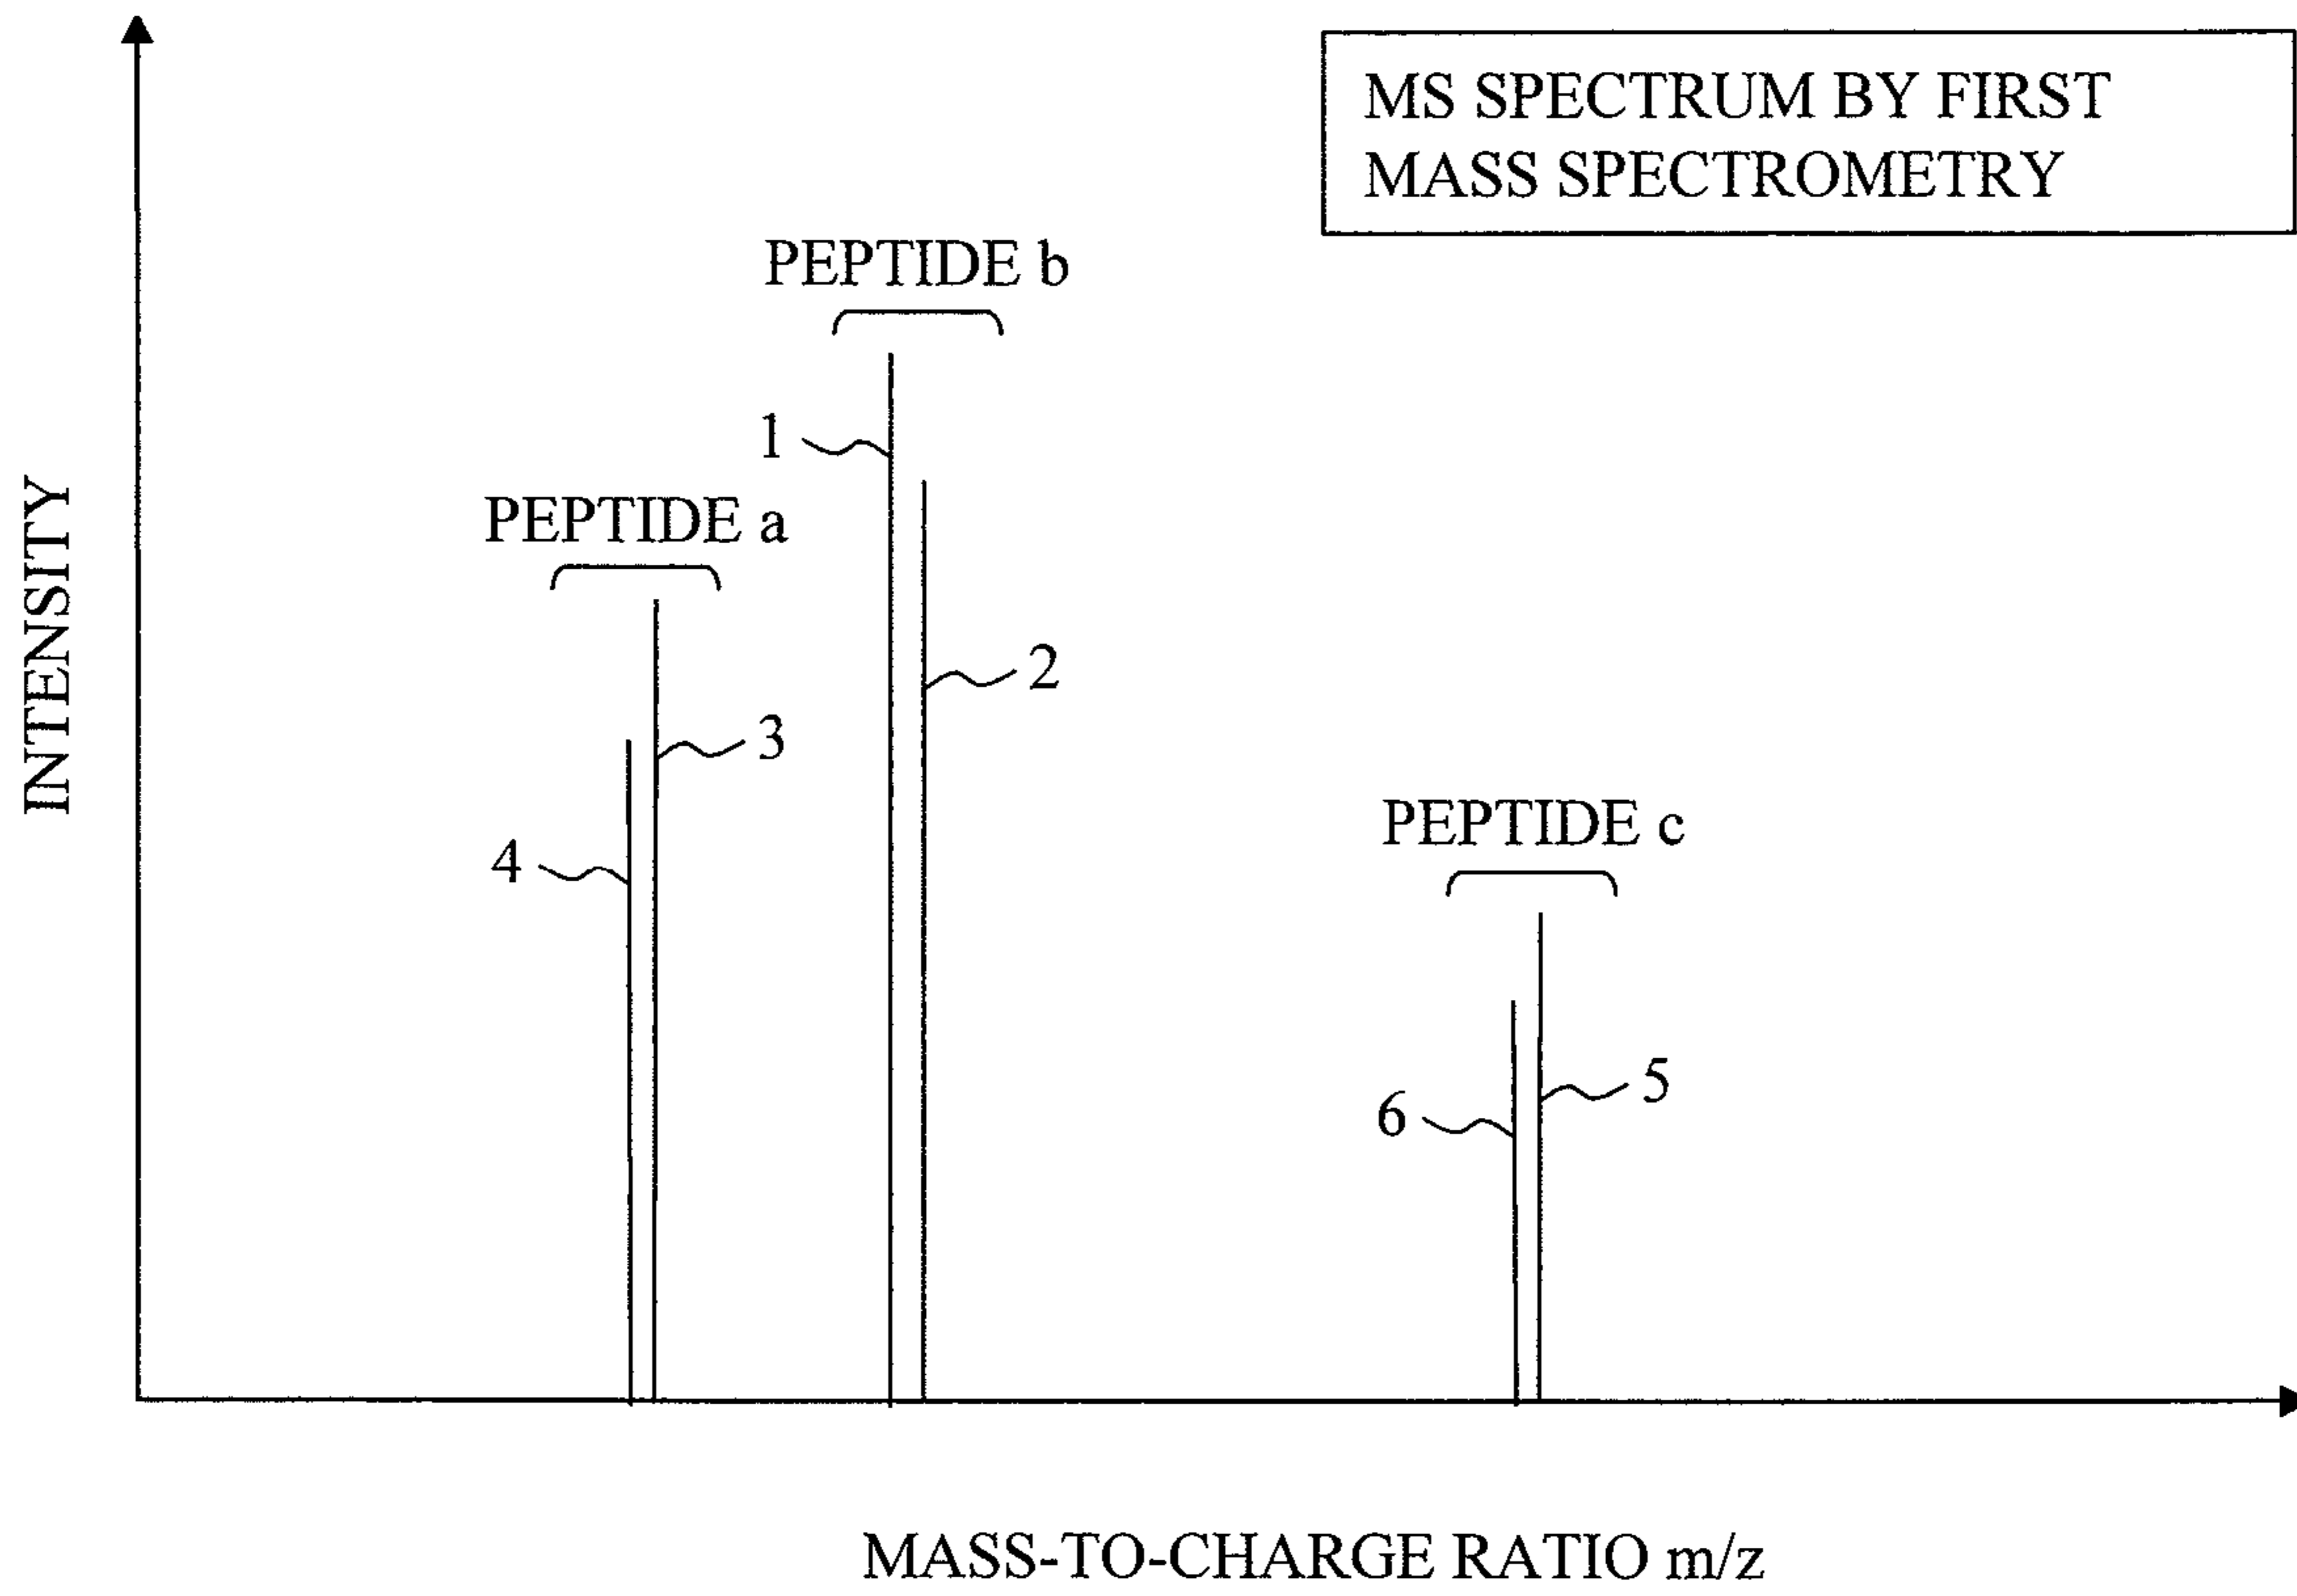 MS SPECTRUM BY FIRST
MASS SPECTROMETRY
PEPTIDE b
1
PEPTIDE a
2
3
4
PEPTIDE c
5
6
INTENSITY
MASS-TO-CHARGE RATIO m/z